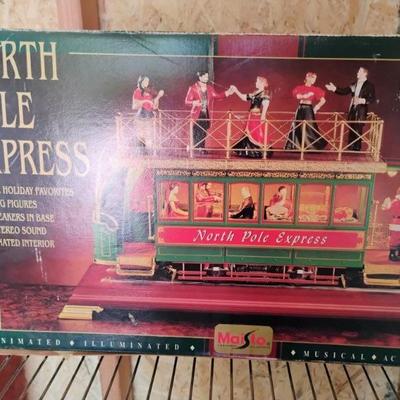 RTH
LE
PRESS
HOLIDAY FAVORITES
G FIGURES
EAKERS IN BASE
TEREO SOUND
ATED INTERIOR
North Pole Express
Maisto
NIMATED ♦ ILLUMINATED ♦
♦ MUSICAL ♦ AC